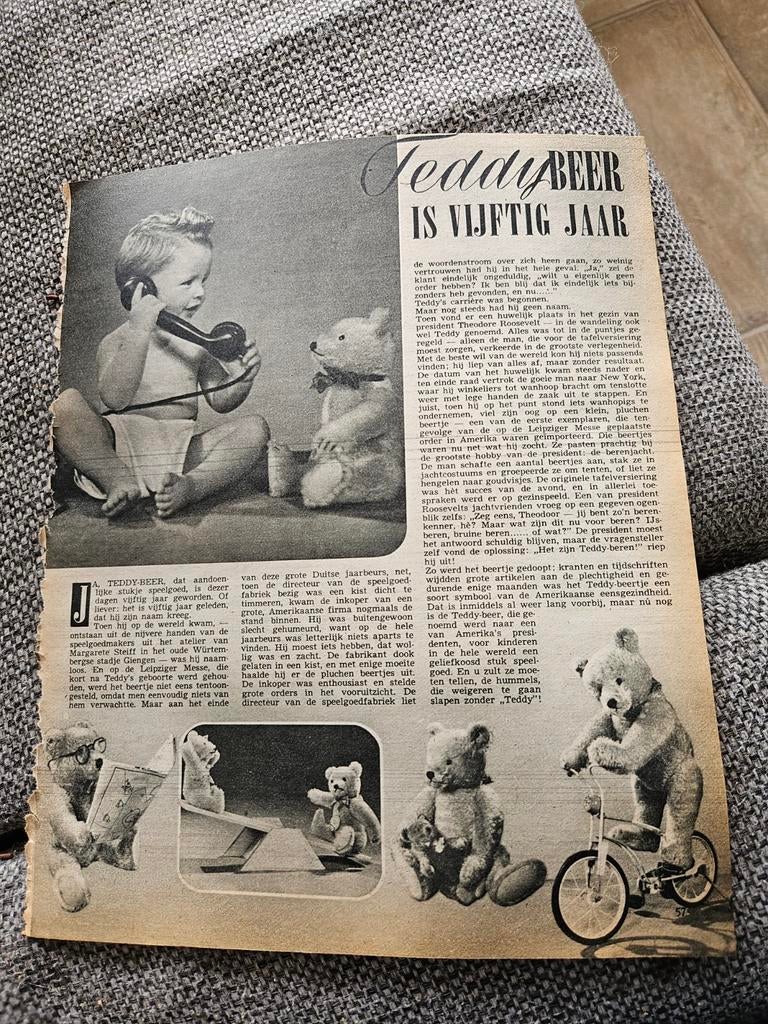 Teddy BEER
IS VIJFTIG JAAR
JA, TEDDY-BEER, dat aandoen-
lijke stukje speelgoed, is dezer
dagen vijftig jaar geworden. Of
liever: het is vijftig jaar geleden,
dat hij zijn naam kreeg.
Toen hij op de wereld kwam, —
ontstaan uit de nijvere handen van de
speelgoedmakers uit het atelier van
Margarete Steiff in het oude Würtem-
bergse stadje Giengen — was hij naam-
loos. En op de Leipziger Messe, die
kort na Teddy's geboorte werd gehou-
den, werd het beertje niet eens tentoon-
gesteld, omdat men eenvoudig niets van
hem verwachtte. Maar aan het einde
van deze grote Duitse jaarbeurs, net,
toen de directeur van de speelgoed-
fabriek bezig was een kist dicht te
timmeren, kwam de inkoper van een
grote, Amerikaanse firma nogmaals de
stand binnen. Hij was buitengewoon
slecht gehumeurd, want op de hele
jaarbeurs was letterlijk niets aparts te
vinden. Hij moest iets hebben, dat wol-
lig was en zacht. De fabrikant dook
gelaten in een kist, en met enige moeite
haalde hij er de pluchen beertjes uit.
De inkoper was enthousiast en stelde
grote orders in het vooruitzicht. De
directeur van de speelgoedfabriek liet
de woordenstroom over zich heen gaan, zo weinig
vertrouwen had hij in het hele geval. „Ja,” zei de
klant eindelijk ongeduldig, „wilt u eigenlijk geen
order hebben? Ik ben blij dat ik eindelijk iets bij-
zonders heb gevonden, en nu.....”
Teddy's carrière was begonnen.
Maar nog steeds had hij geen naam.
Toen vond er een huwelijk plaats in het gezin van
president Theodore Roosevelt — in de wandeling ook
wel Teddy genoemd. Alles was tot in de puntjes ge-
regeld — alleen de man, die voor de tafelversiering
moest zorgen, verkeerde in de grootste verlegenheid.
Met de beste wil van de wereld kon hij niets passends
vinden; hij liep van alles af, maar zonder resultaat.
De datum van het huwelijk kwam steeds nader en
ten einde raad vertrok de goeie man naar New York,
waar hij winkeliers tot wanhoop bracht om tenslotte
weer met lege handen de zaak uit te stappen. En
juist, toen hij op het punt stond iets wanhopigs te
ondernemen, viel zijn oog op een klein, pluchen
beertje — een van de eerste exemplaren, die ten-
gevolge van de op de Leipziger Messe geplaatste
order in Amerika waren geïmporteerd. Die beertjes
waren nu net wat hij zocht. Ze pasten prachtig bij
de grootste hobby van de president: de berenjacht.
De man schafte een aantal beertjes aan, stak ze in
jachtcostuums en groepeerde ze om tenten, of liet ze
hengelen naar goudvisjes. De originele tafelversiering
was hét succes van de avond, en in allerlei toe-
spraken werd er op gezinspeeld. Een van president
Roosevelts jachtvrienden vroeg op een gegeven ogen-
blik zelfs: „Zeg eens, Theodoor — jij bent zo'n beren-
kenner, hè? Maar wat zijn dit nu voor beren? IJs-
beren, bruine beren...... of wat?” De president moest
het antwoord schuldig blijven, maar de vragensteller
zelf vond de oplossing: „Het zijn Teddy-beren!” riep
hij uit!
Zo werd het beertje gedoopt; kranten en tijdschriften
wijdden grote artikelen aan de plechtigheid en ge-
durende enige maanden was het Teddy-beertje een
soort symbool van de Amerikaanse eensgezindheid.
Dat is inmiddels al weer lang voorbij, maar nú nog
is de Teddy-beer, die ge-
noemd werd naar een
van Amerika's presi-
denten, voor kinderen
in de hele wereld een
geliefkoosd stuk speel-
goed. En u zult ze moe-
ten tellen, de hummels,
die weigeren te gaan
slapen zonder „Teddy”!